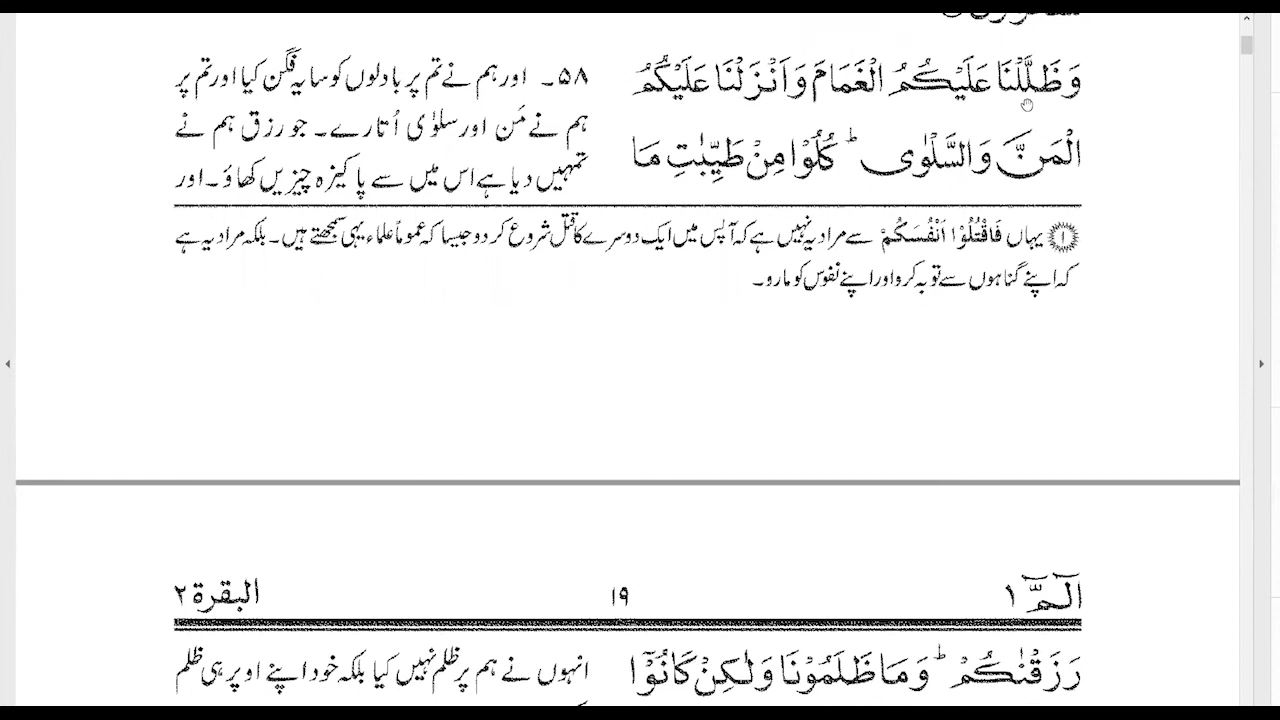 وَ ظَلَّلْنَا عَلَيْكُمُ الْغَمَامَ وَ اَنْزَلْنَا عَلَيْكُمُ
الْمَنَّ وَ السَّلْوٰى ؕ كُلُوْا مِنْ طَيِّبٰتِ مَا
۵۸۔ اور ہم نے تم پر بادلوں کو سایہ فگن کیا اور تم پر
ہم نے مَن اور سلوٰی اُتارے۔ جو رزق ہم نے
تمہیں دیا ہے اس میں سے پاکیزہ چیزیں کھاؤ۔ اور
۱ یہاں فَاقْتُلُوْا اَنْفُسَكُمْ سے مراد یہ نہیں ہے کہ آپس میں ایک دوسرے کا قتل شروع کر دو جیسا کہ عموماً علماء یہی سمجھتے ہیں۔ بلکہ مراد یہ ہے
کہ اپنے گناہوں سے توبہ کرو اور اپنے نفوس کو مارو۔
الٓمّٓ ۱ ۱۹ البقرة ۲
رَزَقْنٰكُمْ ؕ وَ مَا ظَلَمُوْنَا وَ لٰكِنْ كَانُوْۤا
انہوں نے ہم پر ظلم نہیں کیا بلکہ خود اپنے اوپر ہی ظلم